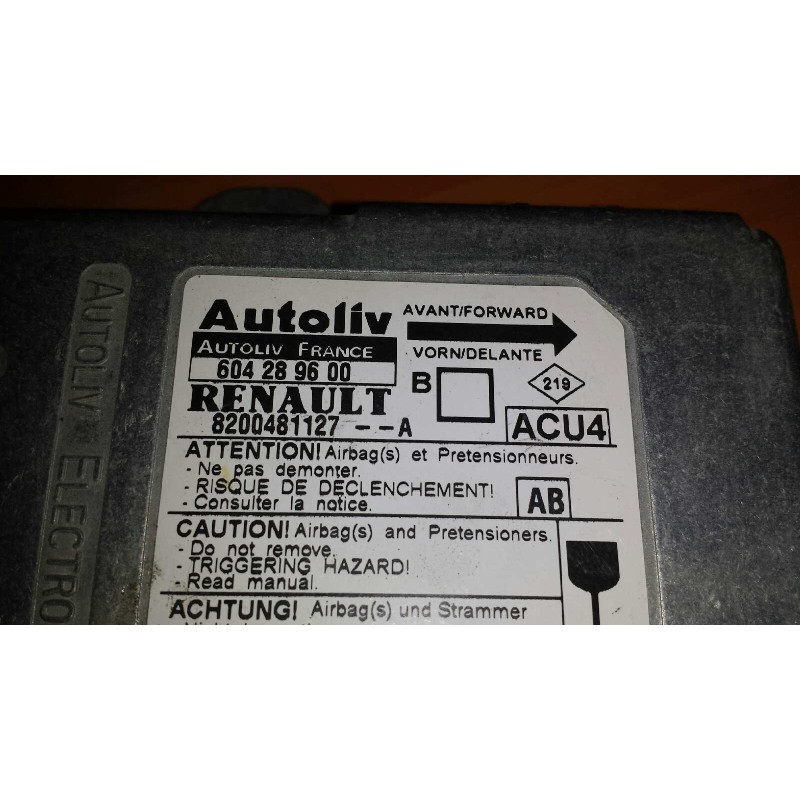 AUTOLIV. ELECTRO
Autoliv
AUTOLIV FRANCE
604 28 96 00
RENAULT
8200481127 --A
AVANT/FORWARD
VORN/DELANTE
B
219
ACU4
ATTENTION! Airbag(s) et Pretensionneurs.
- Ne pas demonter.
- RISQUE DE DECLENCHEMENT!
- Consulter la notice.
AB
CAUTION! Airbag(s) and Pretensioners.
- Do not remove.
- TRIGGERING HAZARD!
- Read manual.
ACHTUNG! Airbag(s) und Strammer